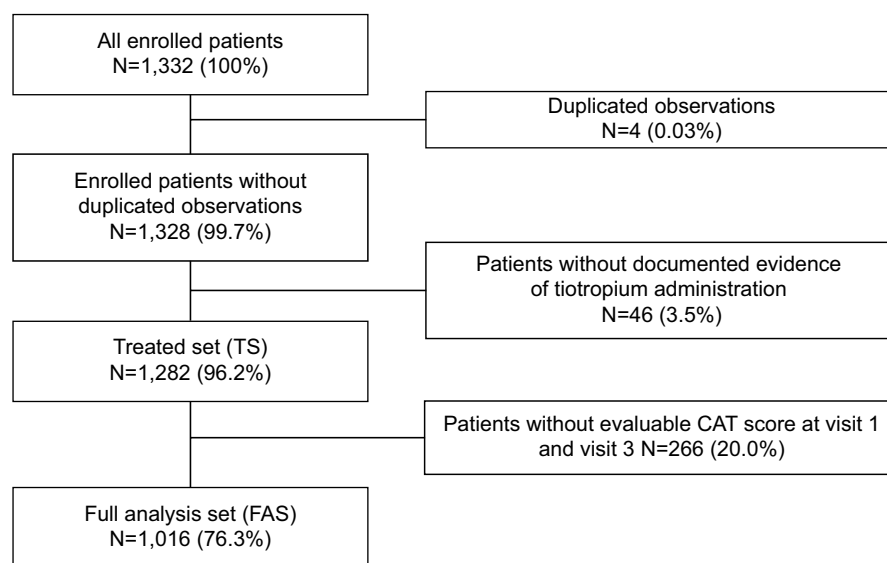 All enrolled patients
N=1,332 (100%)
Duplicated observations
N=4 (0.03%)
Enrolled patients without
duplicated observations
N=1,328 (99.7%)
Patients without documented evidence
of tiotropium administration
N=46 (3.5%)
Treated set (TS)
N=1,282 (96.2%)
Patients without evaluable CAT score at visit 1
and visit 3 N=266 (20.0%)
Full analysis set (FAS)
N=1,016 (76.3%)